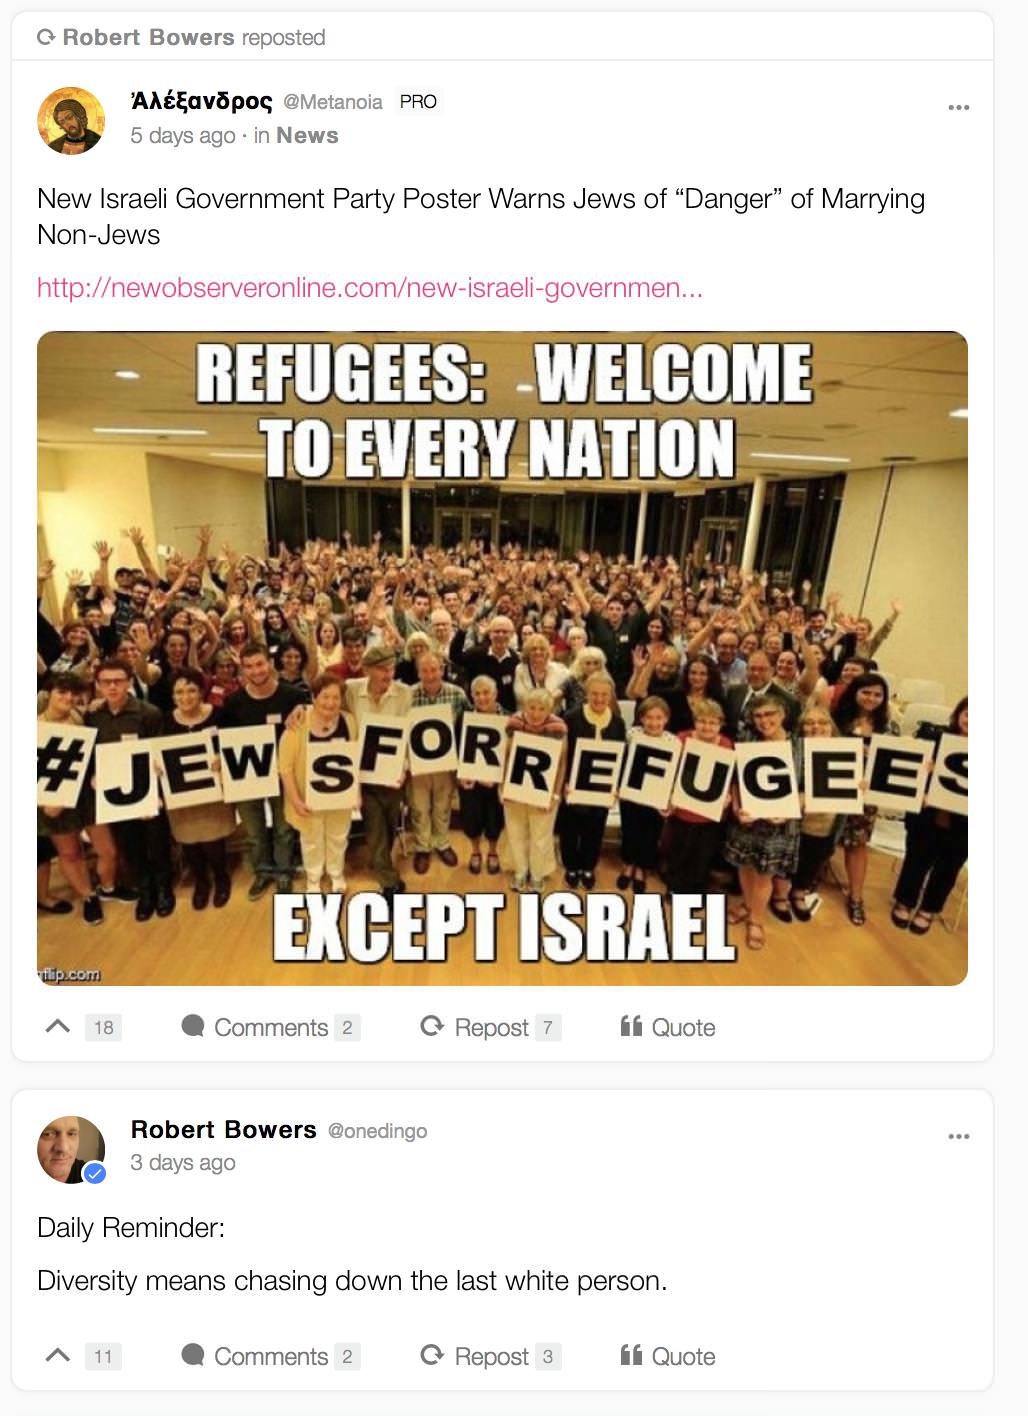 Robert Bowers reposted
Ἀλέξανδρος @Metanoia PRO
5 days ago · in News
New Israeli Government Party Poster Warns Jews of “Danger” of Marrying
Non-Jews
http://newobserveronline.com/new-israeli-governmen...
REFUGEES: WELCOME
TO EVERY NATION
#JEWSFORREFUGEES
EXCEPT ISRAEL
flip.com
18 Comments 2 Repost 7 Quote
Robert Bowers @onedingo
3 days ago
Daily Reminder:
Diversity means chasing down the last white person.
11 Comments 2 Repost 3 Quote